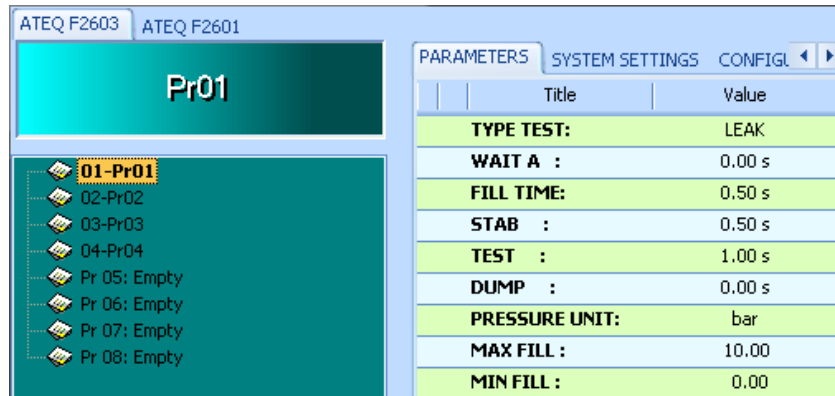 ATEQ F2603 ATEQ F2601
Pr01
01-Pr01
02-Pr02
03-Pr03
04-Pr04
Pr 05: Empty
Pr 06: Empty
Pr 07: Empty
Pr 08: Empty
PARAMETERS SYSTEM SETTINGS CONFIGU
Title Value
TYPE TEST: LEAK
WAIT A : 0.00 s
FILL TIME: 0.50 s
STAB : 0.50 s
TEST : 1.00 s
DUMP : 0.00 s
PRESSURE UNIT: bar
MAX FILL : 10.00
MIN FILL : 0.00